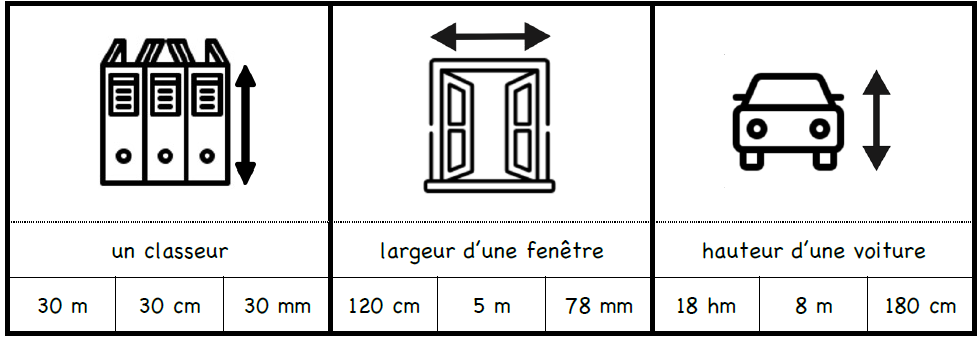 un classeur
30 m 30 cm 30 mm
largeur d'une fenêtre
120 cm 5 m 78 mm
hauteur d'une voiture
18 hm 8 m 180 cm